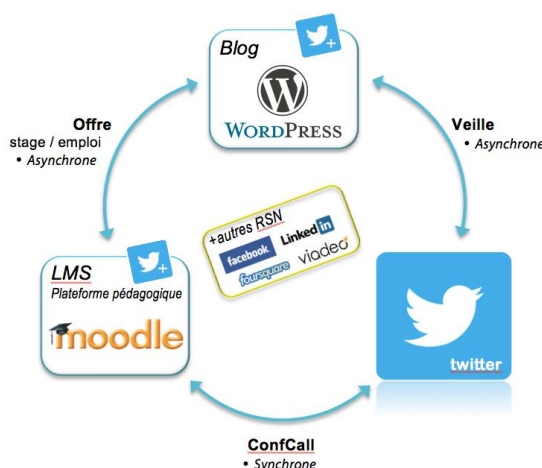 Blog
WORDPRESS
Offre
stage / emploi
• Asynchrone
Veille
• Asynchrone
+autres RSN
facebook
Linkedin
foursquare
viadeo
LMS
Plateforme pédagogique
moodle
twitter
ConfCall
• Synchrone